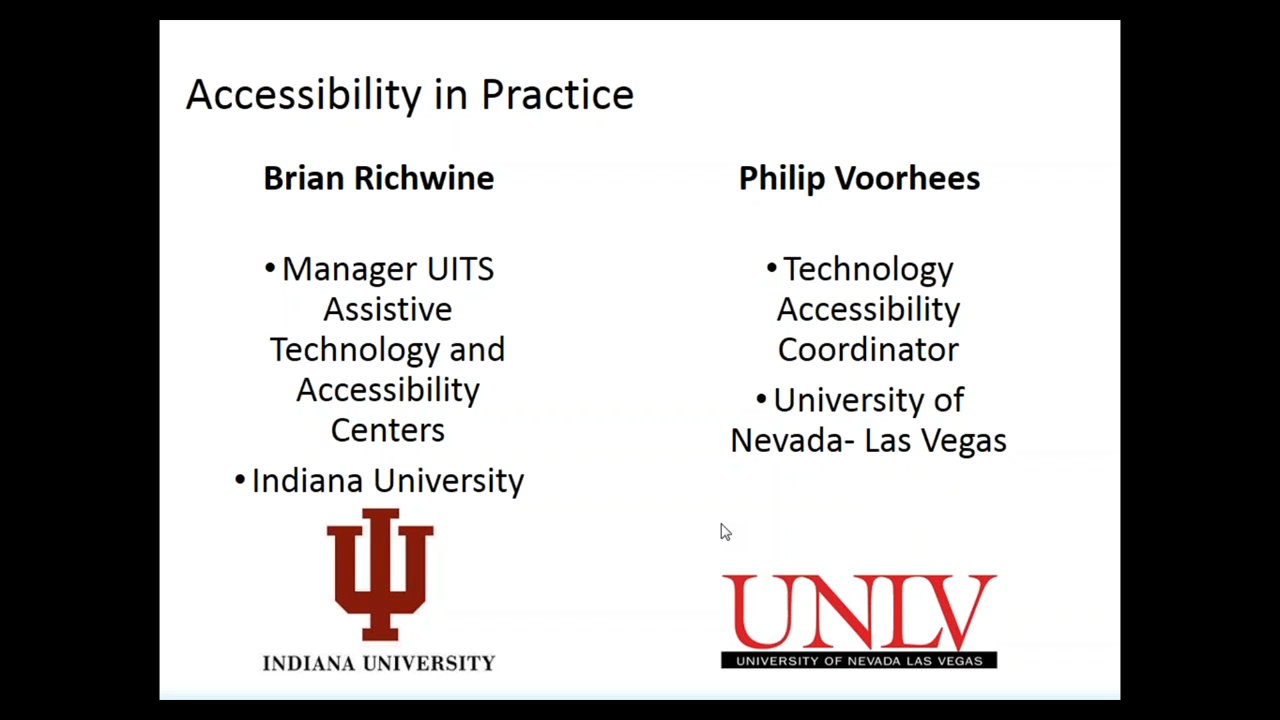 Accessibility in Practice
Brian Richwine
• Manager UITS
Assistive
Technology and
Accessibility
Centers
• Indiana University
INDIANA UNIVERSITY
Philip Voorhees
• Technology
Accessibility
Coordinator
• University of
Nevada- Las Vegas
UNLV
UNIVERSITY OF NEVADA LAS VEGAS